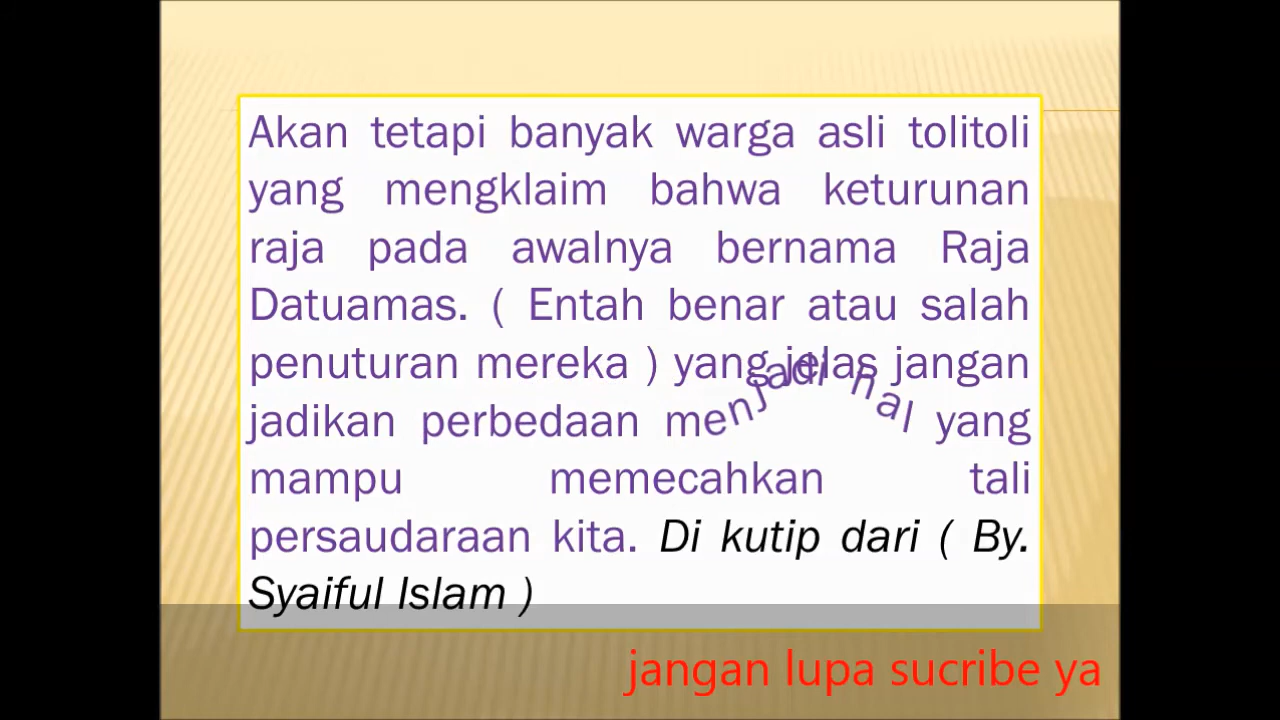 Akan tetapi banyak warga asli tolitoli
yang mengklaim bahwa keturunan
raja pada awalnya bernama Raja
Datuamas. ( Entah benar atau salah
penuturan mereka ) yang jelas jangan
jadikan perbedaan menjadi hal yang
mampu memecahkan tali
persaudaraan kita. Di kutip dari ( By.
Syaiful Islam )
jangan lupa sucribe ya